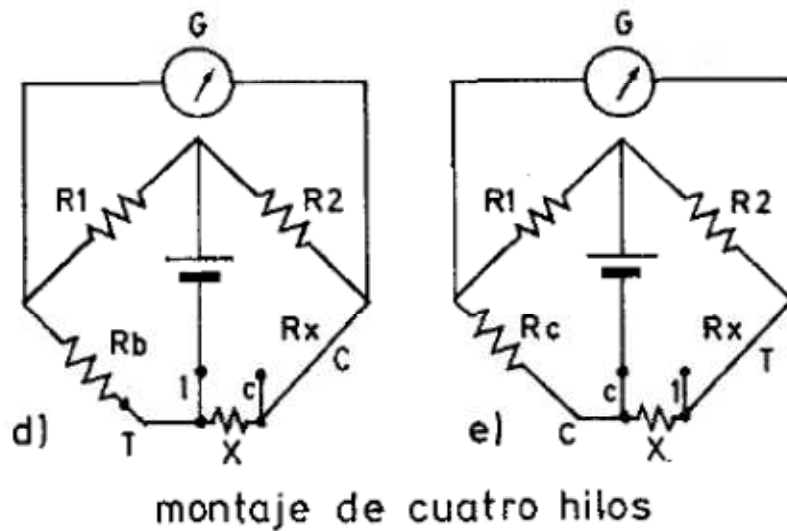 G G
R1 R2 R1 R2
Rb Rx C Rc Rx T
1 c c 1
d) T X e) C X
montaje de cuatro hilos